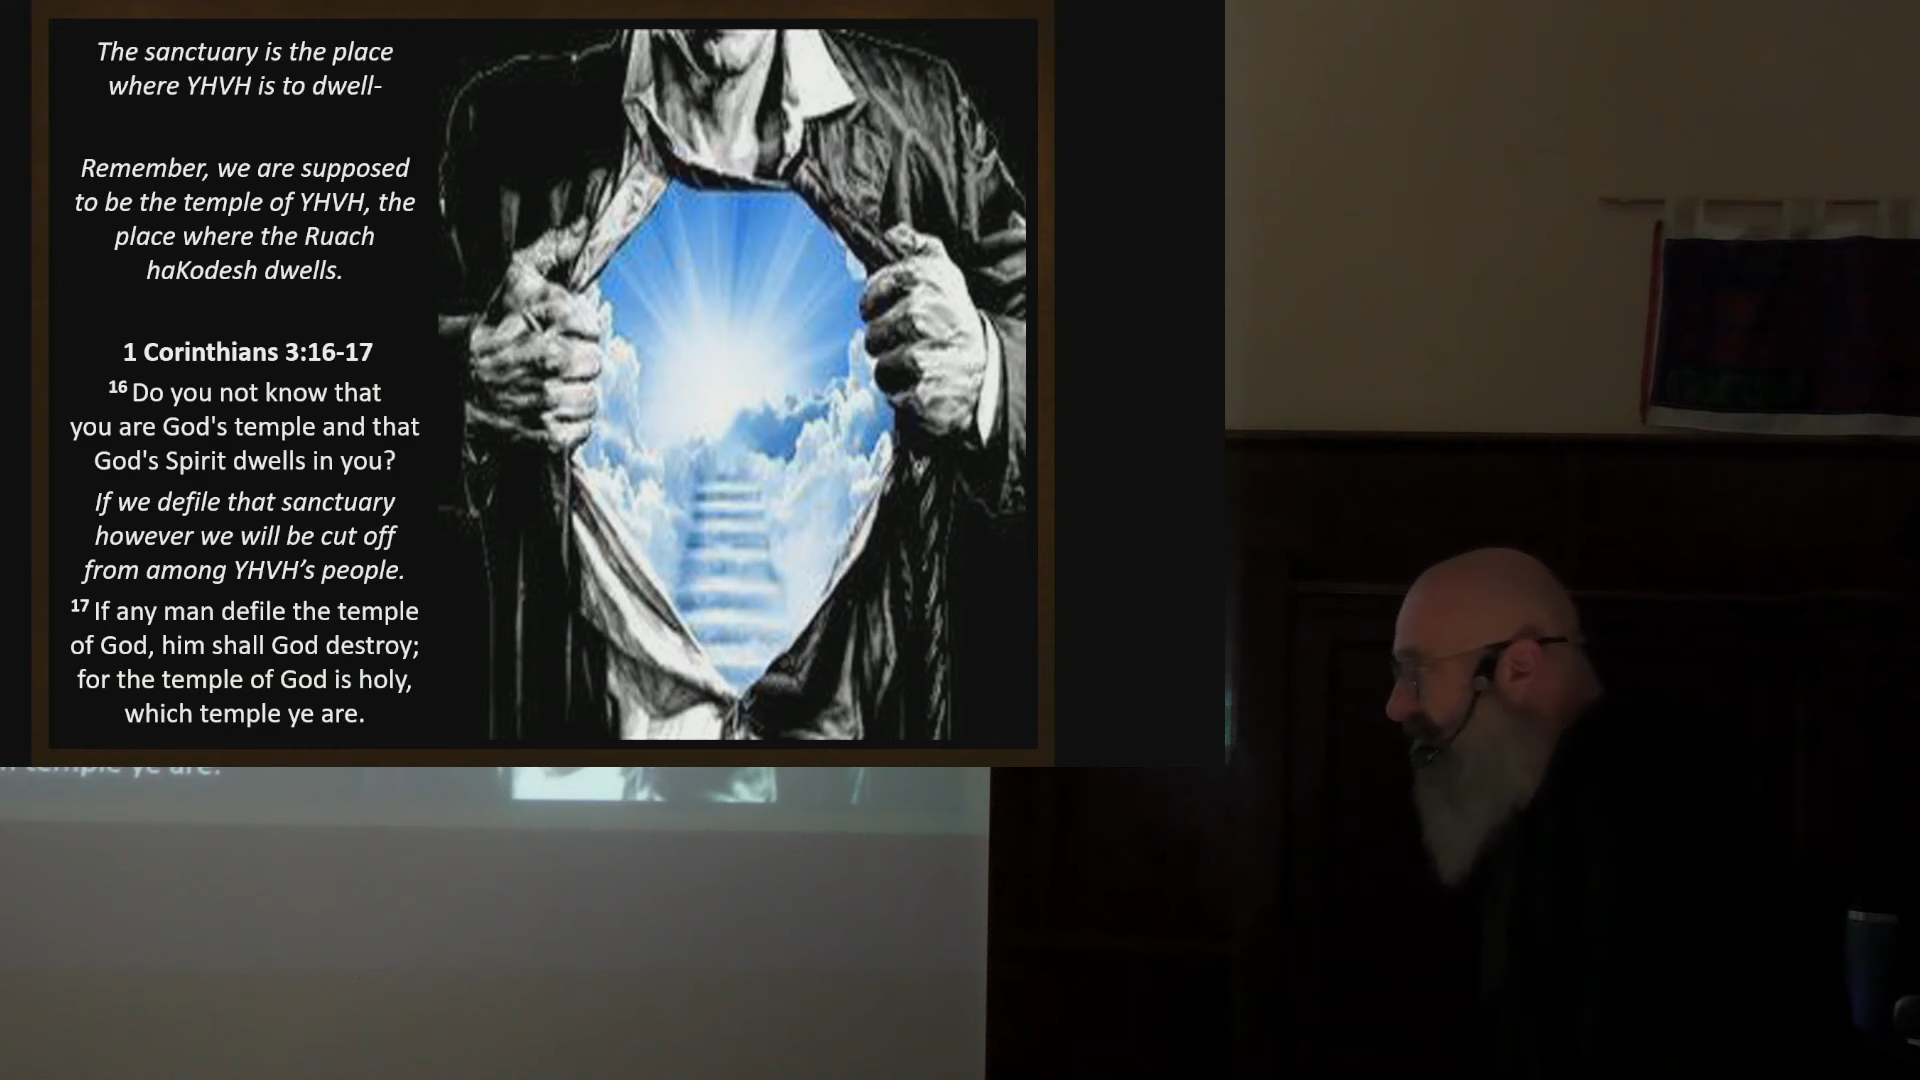 The sanctuary is the place
where YHVH is to dwell-
Remember, we are supposed
to be the temple of YHVH, the
place where the Ruach
haKodesh dwells.
1 Corinthians 3:16-17
16 Do you not know that
you are God's temple and that
God's Spirit dwells in you?
If we defile that sanctuary
however we will be cut off
from among YHVH’s people.
17 If any man defile the temple
of God, him shall God destroy;
for the temple of God is holy,
which temple ye are.
temple ye are.